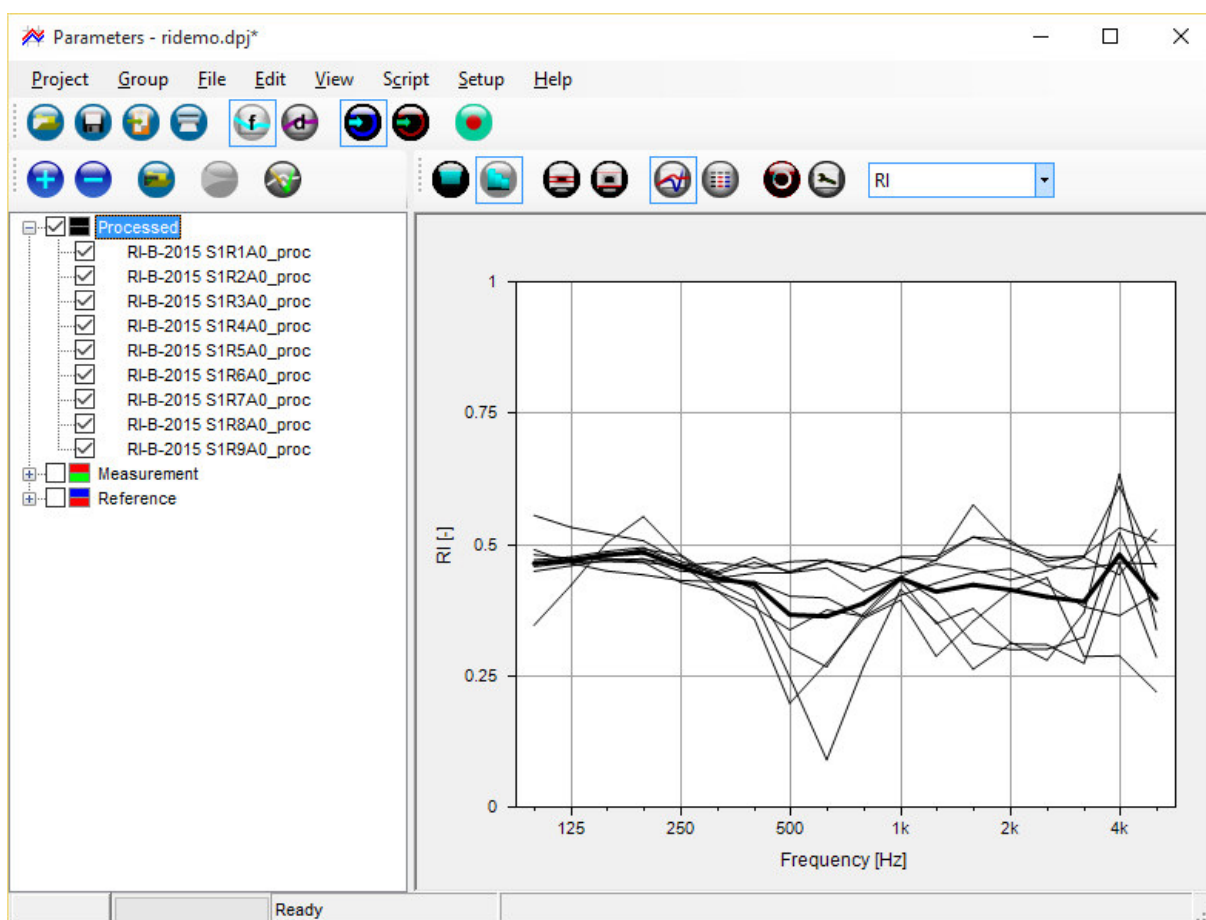 Parameters - ridemo.dpj*
Project Group File Edit View Script Setup Help
f d
RI
Processed
RI-B-2015 S1R1A0_proc
RI-B-2015 S1R2A0_proc
RI-B-2015 S1R3A0_proc
RI-B-2015 S1R4A0_proc
RI-B-2015 S1R5A0_proc
RI-B-2015 S1R6A0_proc
RI-B-2015 S1R7A0_proc
RI-B-2015 S1R8A0_proc
RI-B-2015 S1R9A0_proc
Measurement
Reference
1
0.75
0.5
0.25
0
RI [-]
125 250 500 1k 2k 4k
Frequency [Hz]
Ready